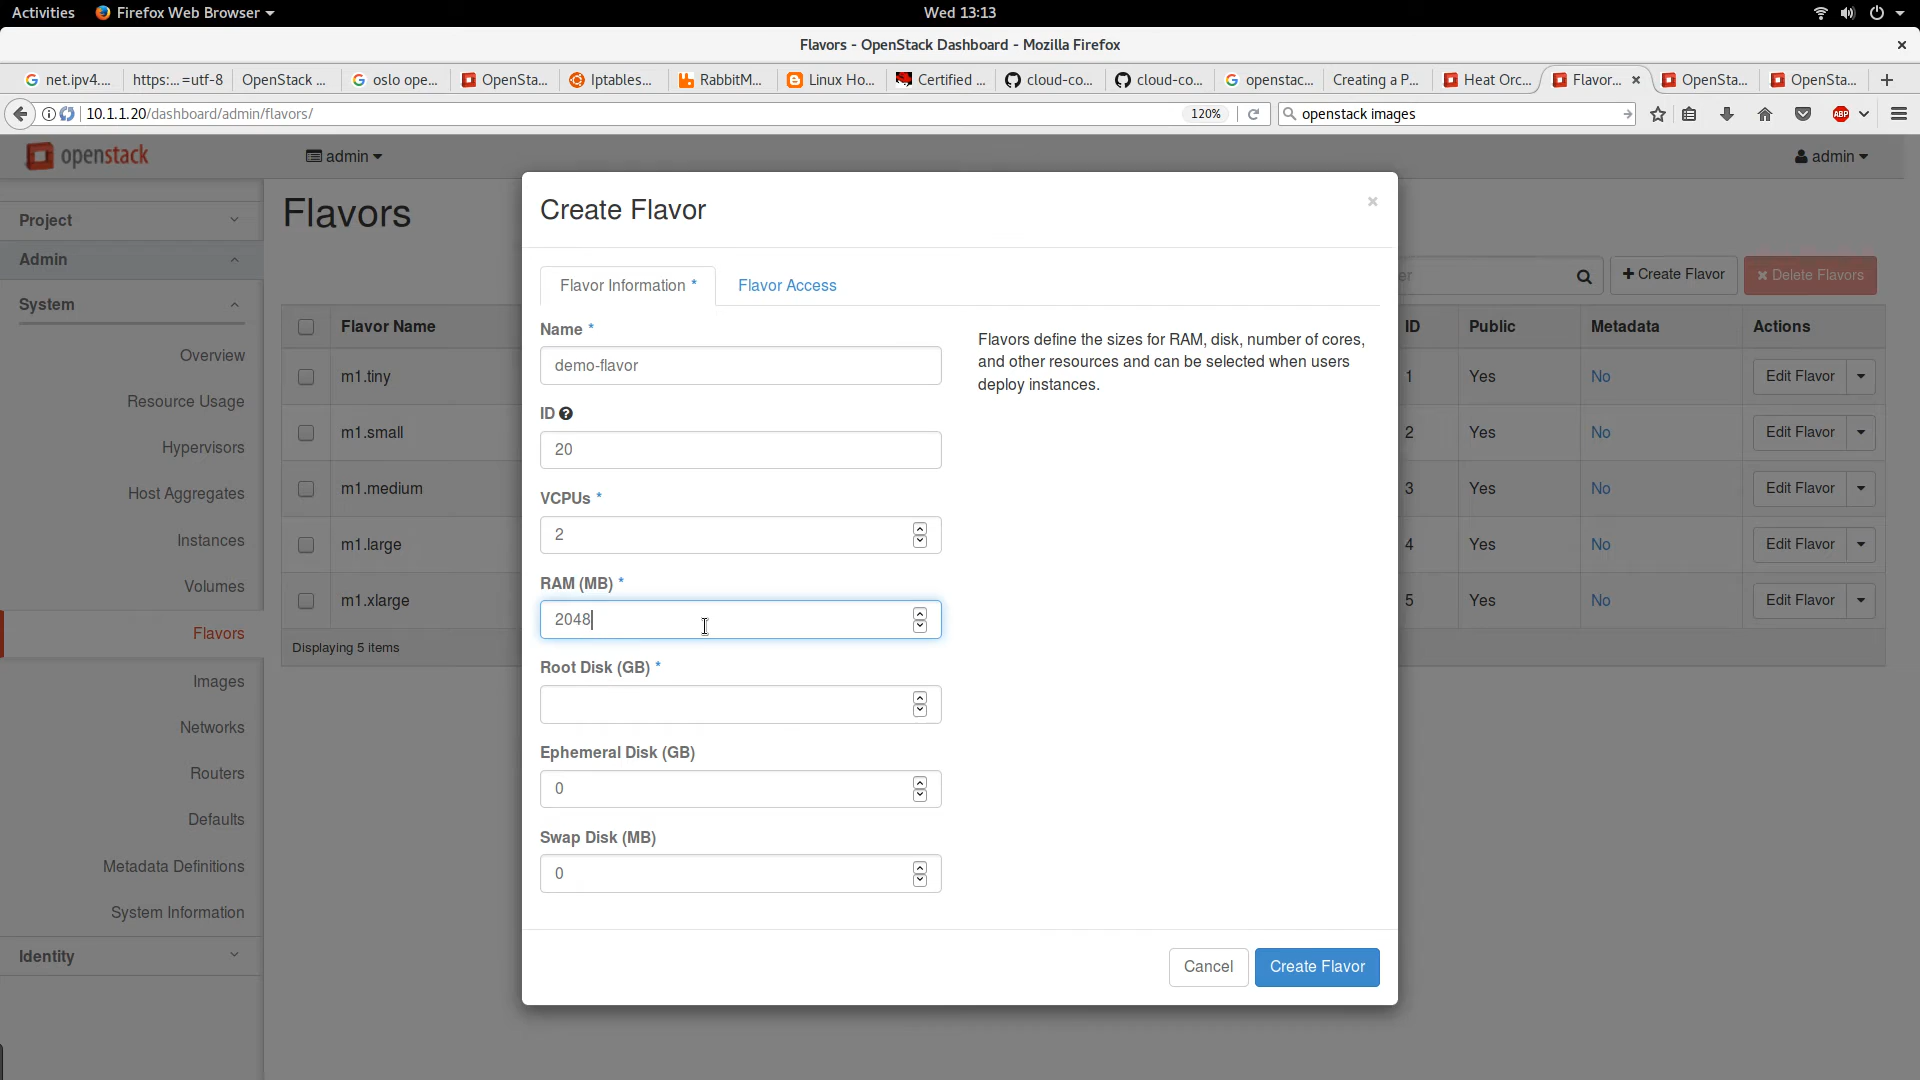 Activities Firefox Web Browser Wed 13:13
Flavors - OpenStack Dashboard - Mozilla Firefox
net.ipv4.... https:...=utf-8 OpenStack ... oslo ope... OpenSta... Iptables... RabbitM... Linux Ho... Certified ... cloud-co... cloud-co... openstac... Creating a P... Heat Orc... Flavor... OpenSta... OpenSta...
10.1.1.20/dashboard/admin/flavors/ 120% openstack images
openstack admin admin
Project
Admin
System
Overview
Resource Usage
Hypervisors
Host Aggregates
Instances
Volumes
Flavors
Images
Networks
Routers
Defaults
Metadata Definitions
System Information
Identity
Flavors
Create Flavor Delete Flavors
Flavor Name ID Public Metadata Actions
m1.tiny 1 Yes No Edit Flavor
m1.small 2 Yes No Edit Flavor
m1.medium 3 Yes No Edit Flavor
m1.large 4 Yes No Edit Flavor
m1.xlarge 5 Yes No Edit Flavor
Displaying 5 items
Create Flavor
Flavor Information * Flavor Access
Name *
demo-flavor
ID
20
VCPUs *
2
RAM (MB) *
2048
Root Disk (GB) *
Ephemeral Disk (GB)
0
Swap Disk (MB)
0
Flavors define the sizes for RAM, disk, number of cores,
and other resources and can be selected when users
deploy instances.
Cancel Create Flavor